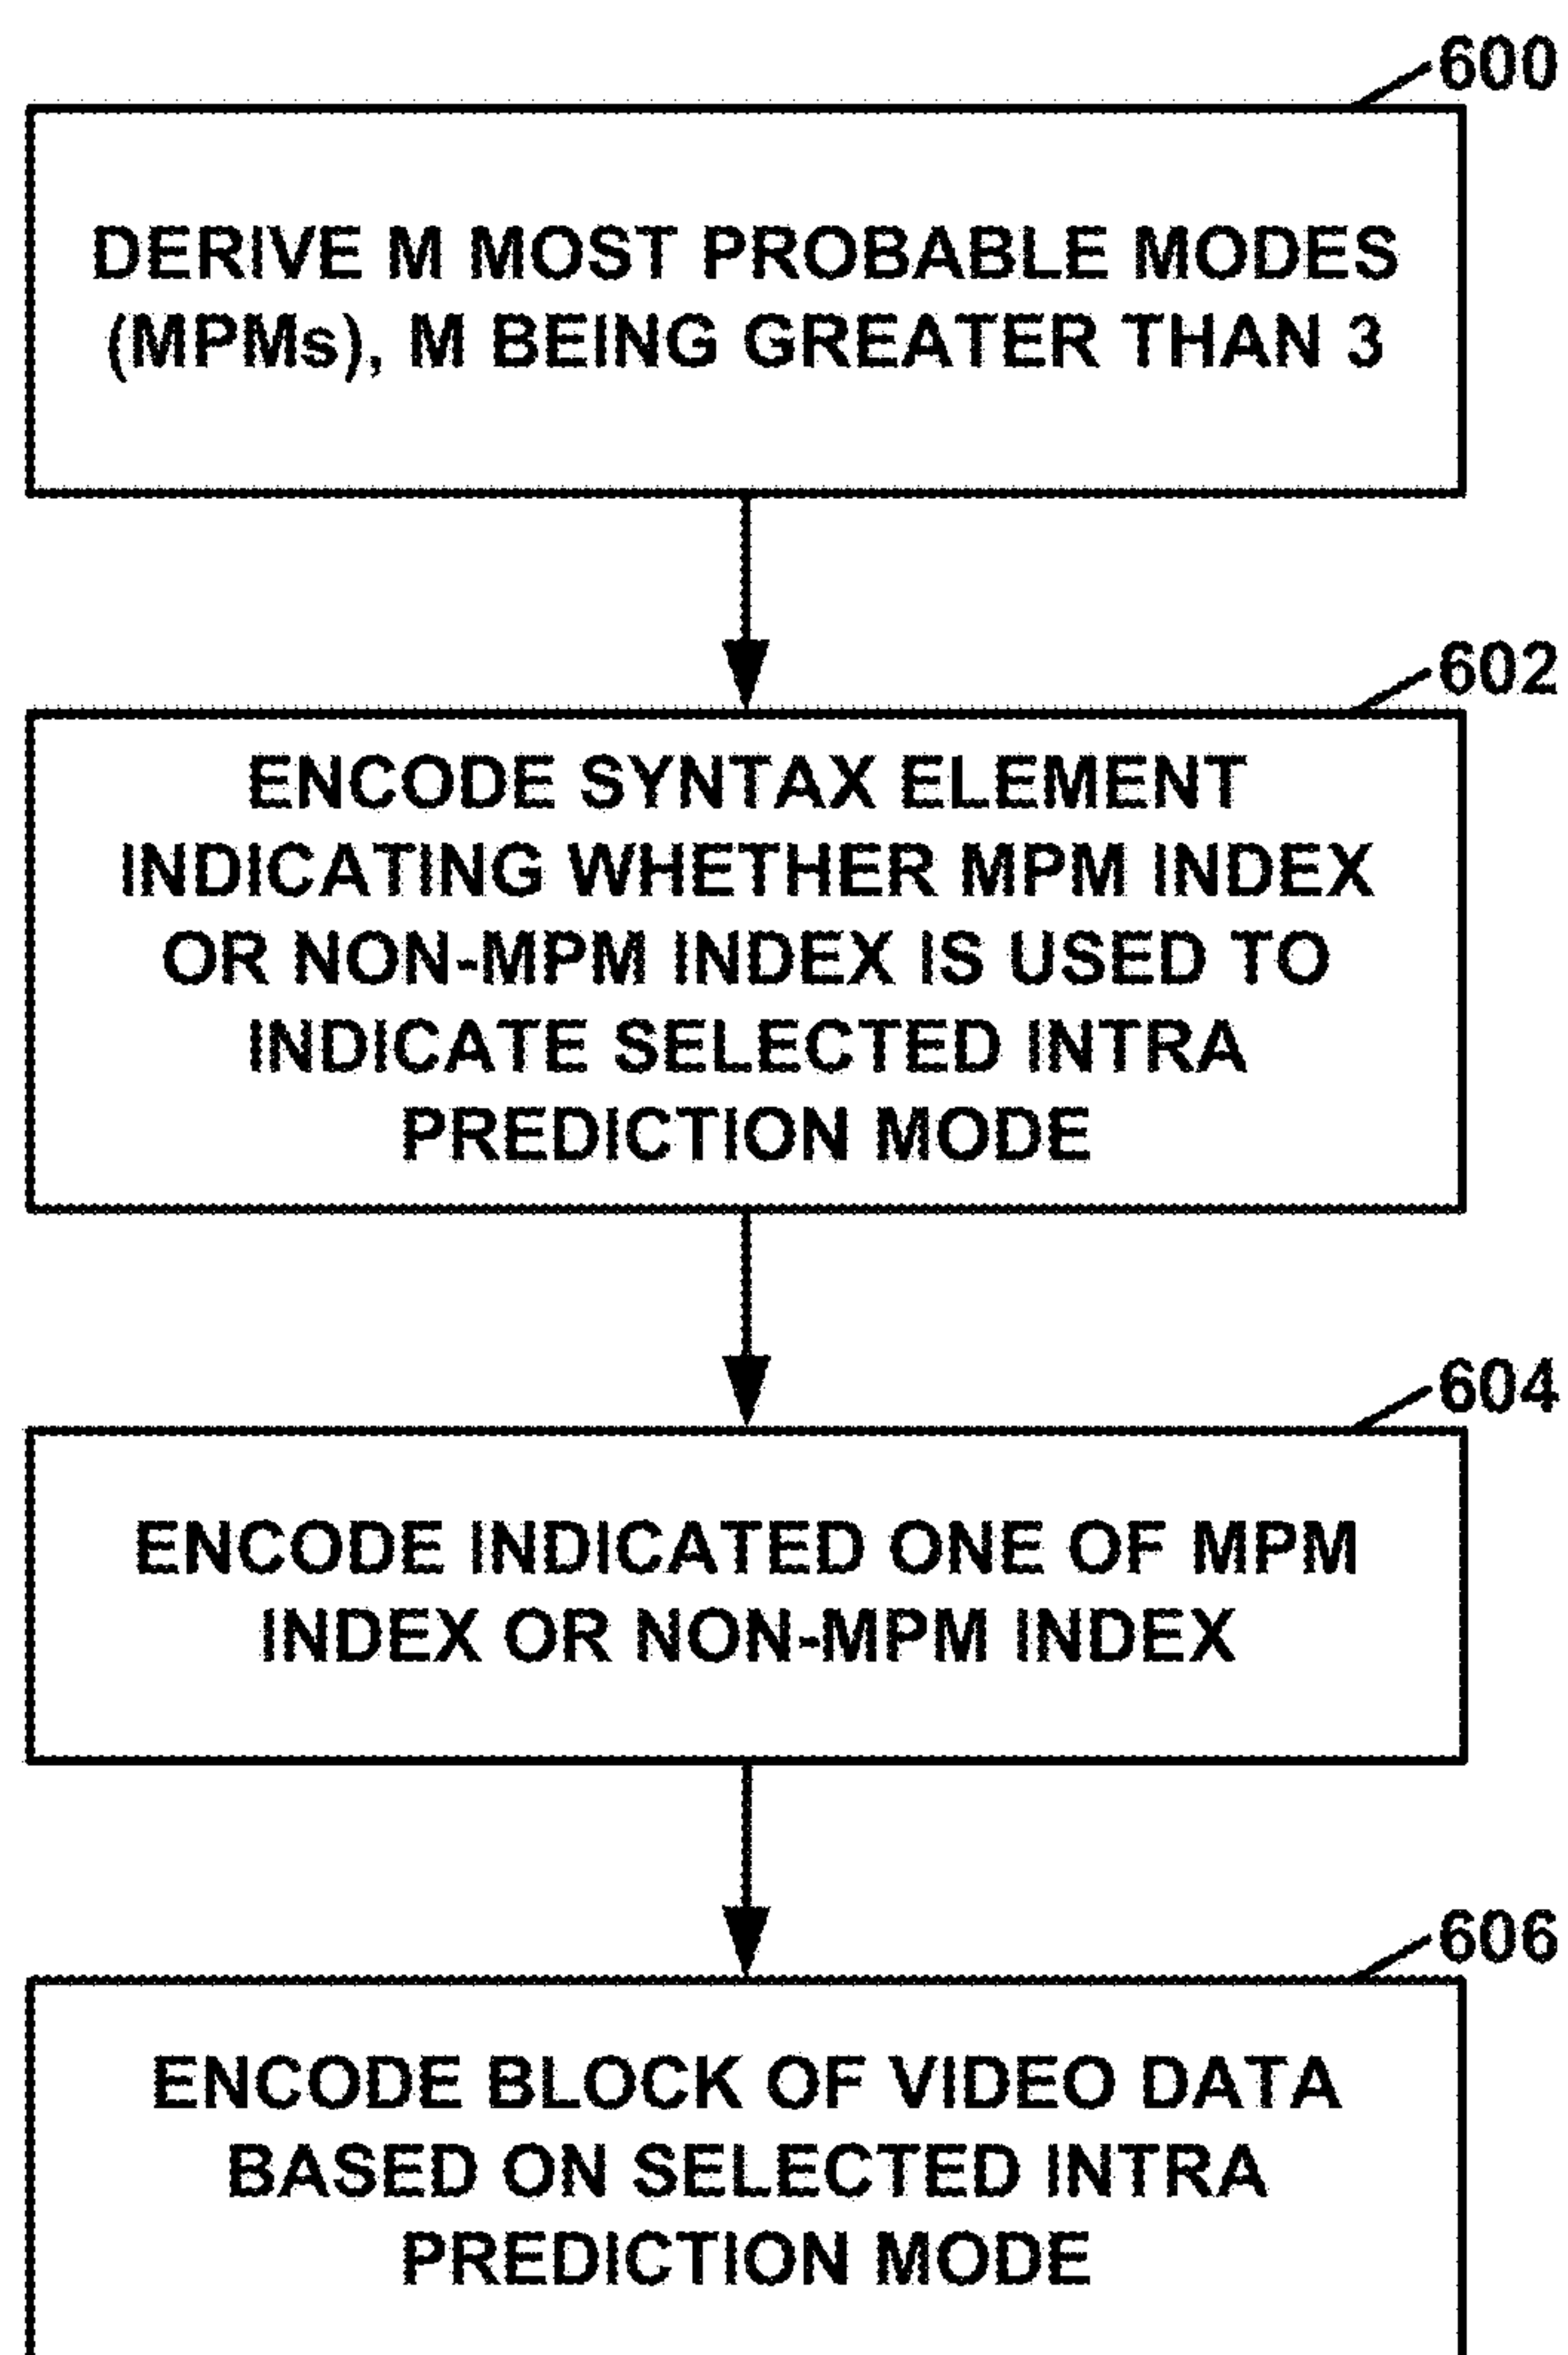 600
DERIVE M MOST PROBABLE MODES
(MPMs), M BEING GREATER THAN 3
602
ENCODE SYNTAX ELEMENT
INDICATING WHETHER MPM INDEX
OR NON-MPM INDEX IS USED TO
INDICATE SELECTED INTRA
PREDICTION MODE
604
ENCODE INDICATED ONE OF MPM
INDEX OR NON-MPM INDEX
606
ENCODE BLOCK OF VIDEO DATA
BASED ON SELECTED INTRA
PREDICTION MODE